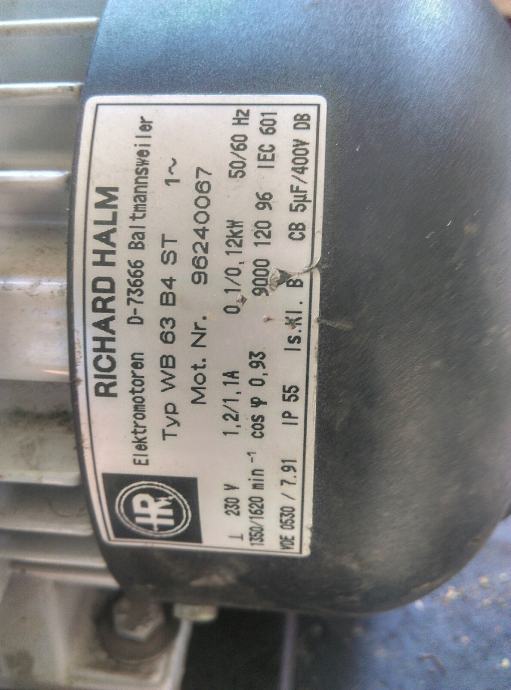 RICHARD HALM
Elektromotoren D-73666 Baltmannsweiler
Typ WB 63 B4 ST 1~
Mot. Nr. 96240067
⊥ 230 V 1,2/1,1A 0,1/0,12KW 50/60 Hz
1350/1620 min⁻¹ cos φ 0,93 9000 120 96 IEC 601
VDE 0530 / 7.91 IP 55 Is.Kl. B CB 5µF/400V DB
HR